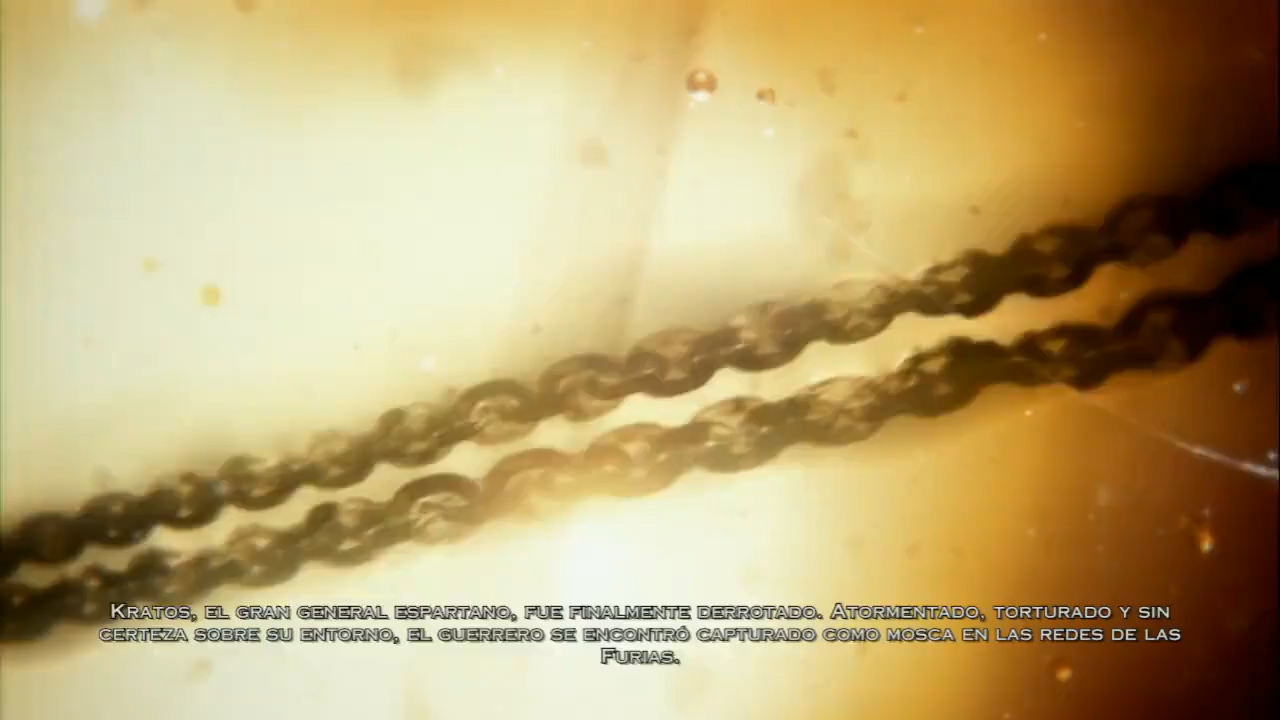 Kratos, el gran general espartano, fue finalmente derrotado. Atormentado, torturado y sin
certeza sobre su entorno, el guerrero se encontró capturado como mosca en las redes de las
Furias.